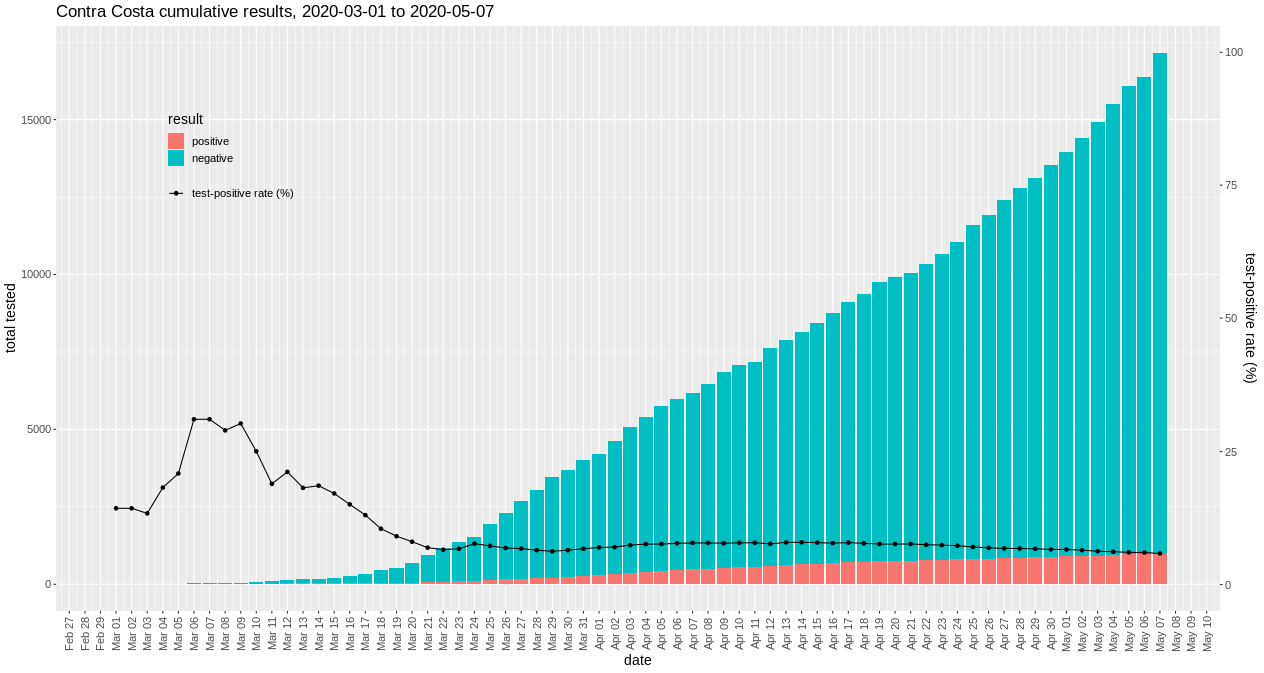 Contra Costa cumulative results, 2020-03-01 to 2020-05-07
total tested
15000
10000
5000
0
result
positive
negative
test-positive rate (%)
100
75
50
25
0
test-positive rate (%)
Feb 27
Feb 28
Feb 29
Mar 01
Mar 02
Mar 03
Mar 04
Mar 05
Mar 06
Mar 07
Mar 08
Mar 09
Mar 10
Mar 11
Mar 12
Mar 13
Mar 14
Mar 15
Mar 16
Mar 17
Mar 18
Mar 19
Mar 20
Mar 21
Mar 22
Mar 23
Mar 24
Mar 25
Mar 26
Mar 27
Mar 28
Mar 29
Mar 30
Mar 31
Apr 01
Apr 02
Apr 03
Apr 04
Apr 05
Apr 06
Apr 07
Apr 08
Apr 09
Apr 10
Apr 11
Apr 12
Apr 13
Apr 14
Apr 15
Apr 16
Apr 17
Apr 18
Apr 19
Apr 20
Apr 21
Apr 22
Apr 23
Apr 24
Apr 25
Apr 26
Apr 27
Apr 28
Apr 29
Apr 30
May 01
May 02
May 03
May 04
May 05
May 06
May 07
May 08
May 09
May 10
date